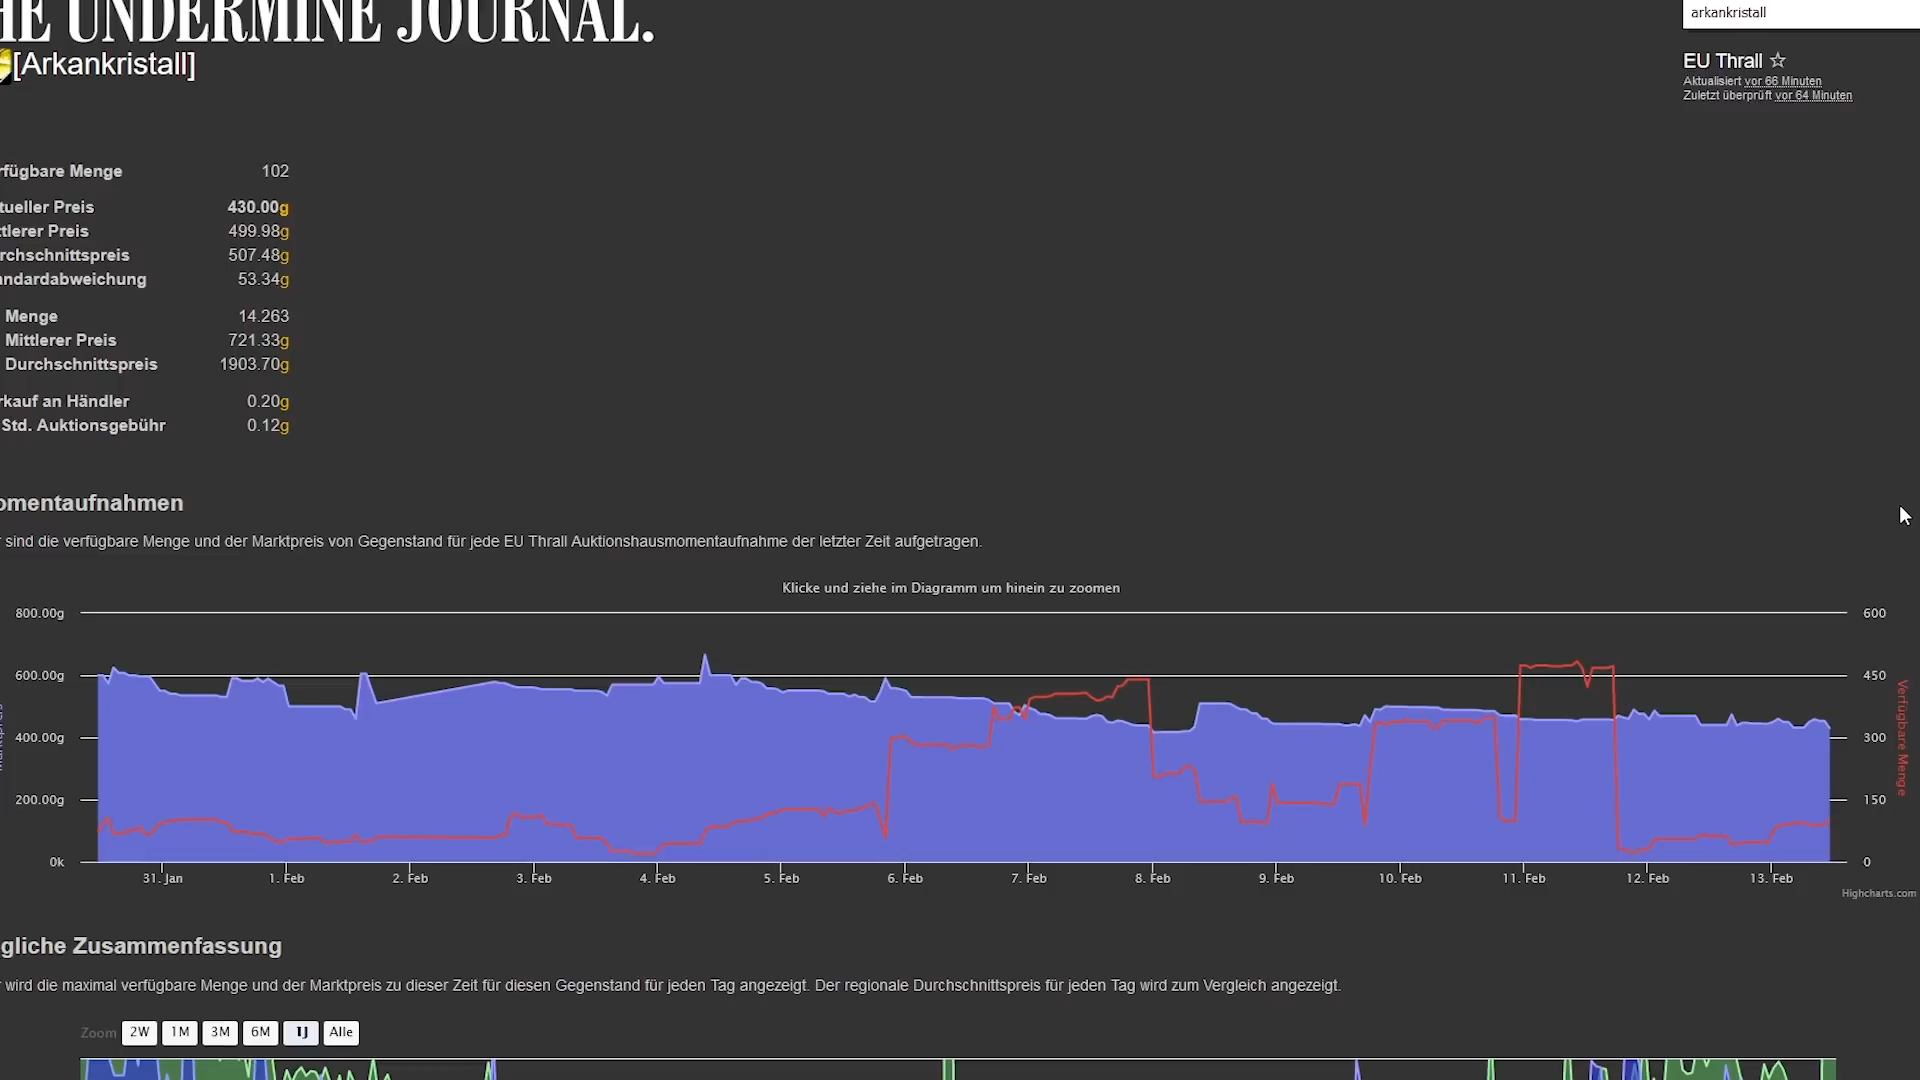 HE UNDERMINE JOURNAL.
arkankristall
[Arkankristall]
EU Thrall ☆
Aktualisiert vor 66 Minuten
Zuletzt überprüft vor 64 Minuten
rfügbare Menge 102
tueller Preis 430.00g
ttlerer Preis 499.98g
rchschnittspreis 507.48g
andardabweichung 53.34g
Menge 14.263
Mittlerer Preis 721.33g
Durchschnittspreis 1903.70g
rkauf an Händler 0.20g
Std. Auktionsgebühr 0.12g
omentaufnahmen
r sind die verfügbare Menge und der Marktpreis von Gegenstand für jede EU Thrall Auktionshausmomentaufnahme der letzter Zeit aufgetragen.
Klicke und ziehe im Diagramm um hinein zu zoomen
800.00g 600
600.00g 450
400.00g 300
200.00g 150
0k 0
Verfügbare Menge
31. Jan 1. Feb 2. Feb 3. Feb 4. Feb 5. Feb 6. Feb 7. Feb 8. Feb 9. Feb 10. Feb 11. Feb 12. Feb 13. Feb
Highcharts.com
gliche Zusammenfassung
r wird die maximal verfügbare Menge und der Marktpreis zu dieser Zeit für diesen Gegenstand für jeden Tag angezeigt. Der regionale Durchschnittspreis für jeden Tag wird zum Vergleich angezeigt.
Zoom 2W 1M 3M 6M 1J Alle